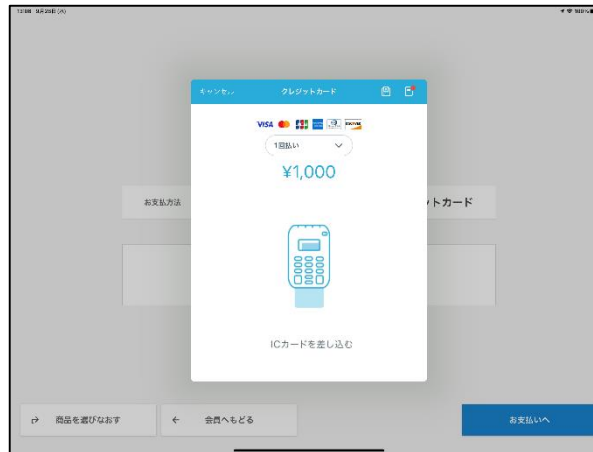 キャンセル
クレジットカード
VISA
1回払い
¥1,000
お支払方法
ットカード
ICカードを差し込む
商品を選びなおす
会員へもどる
お支払いへ